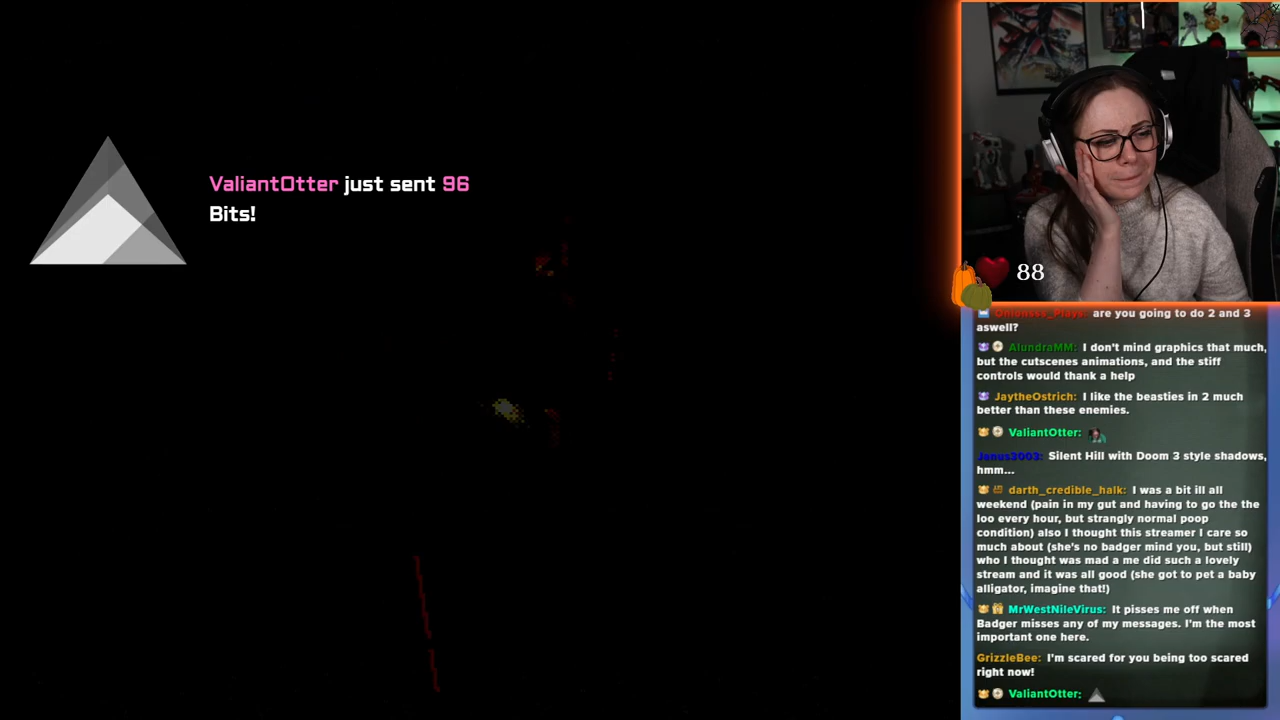 ValiantOtter just sent 96
Bits!
88
Onionsss_Plays: are you going to do 2 and 3
aswell?
AlundraMM: I don't mind graphics that much,
but the cutscenes animations, and the stiff
controls would thank a help
JaytheOstrich: I like the beasties in 2 much
better than these enemies.
ValiantOtter:
Janus3003: Silent Hill with Doom 3 style shadows,
hmm...
darth_credible_halk: I was a bit ill all
weekend (pain in my gut and having to go the the
loo every hour, but strangly normal poop
condition) also I thought this streamer I care so
much about (she's no badger mind you, but still)
who I thought was mad a me did such a lovely
stream and it was all good (she got to pet a baby
alligator, imagine that!)
MrWestNileVirus: It pisses me off when
Badger misses any of my messages. I'm the most
important one here.
GrizzleBee: I'm scared for you being too scared
right now!
ValiantOtter: